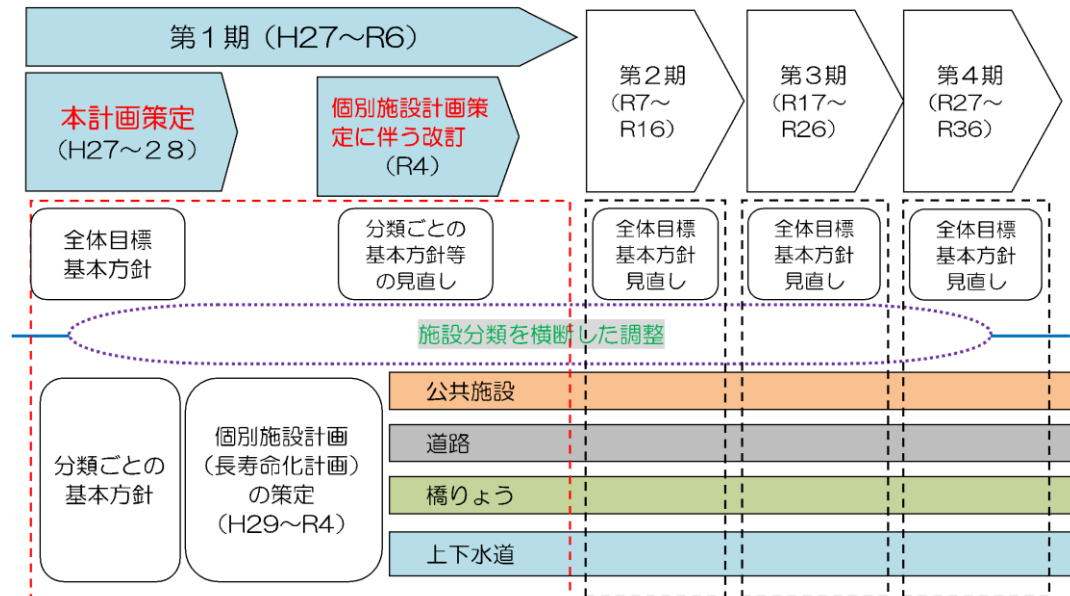 第１期（H27～R6）
本計画策定
（H27～２８）
個別施設計画策
定に伴う改訂
（R4）
第２期
（R7～
R16）
第３期
（R17～
R26）
第４期
（R27～
R36）
全体目標
基本方針
分類ごとの
基本方針等
の見直し
全体目標
基本方針
見直し
全体目標
基本方針
見直し
全体目標
基本方針
見直し
施設分類を横断した調整
分類ごとの
基本方針
個別施設計画
（長寿命化計画）
の策定
（H29～R4）
公共施設
道路
橋りょう
上下水道